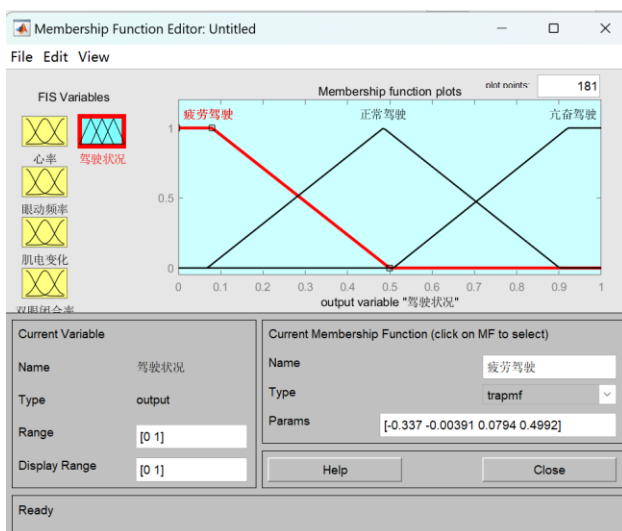 Membership Function Editor: Untitled
File Edit View
FIS Variables
Membership function plots
plot points:
181
心率
驾驶状况
眼动频率
肌电变化
双眼闭合率
疲劳驾驶
正常驾驶
亢奋驾驶
1
0.5
0
0 0.1 0.2 0.3 0.4 0.5 0.6 0.7 0.8 0.9 1
output variable "驾驶状况"
Current Variable
Name 驾驶状况
Type output
Range [0 1]
Display Range [0 1]
Current Membership Function (click on MF to select)
Name 疲劳驾驶
Type trapmf
Params [-0.337 -0.00391 0.0794 0.4992]
Help Close
Ready